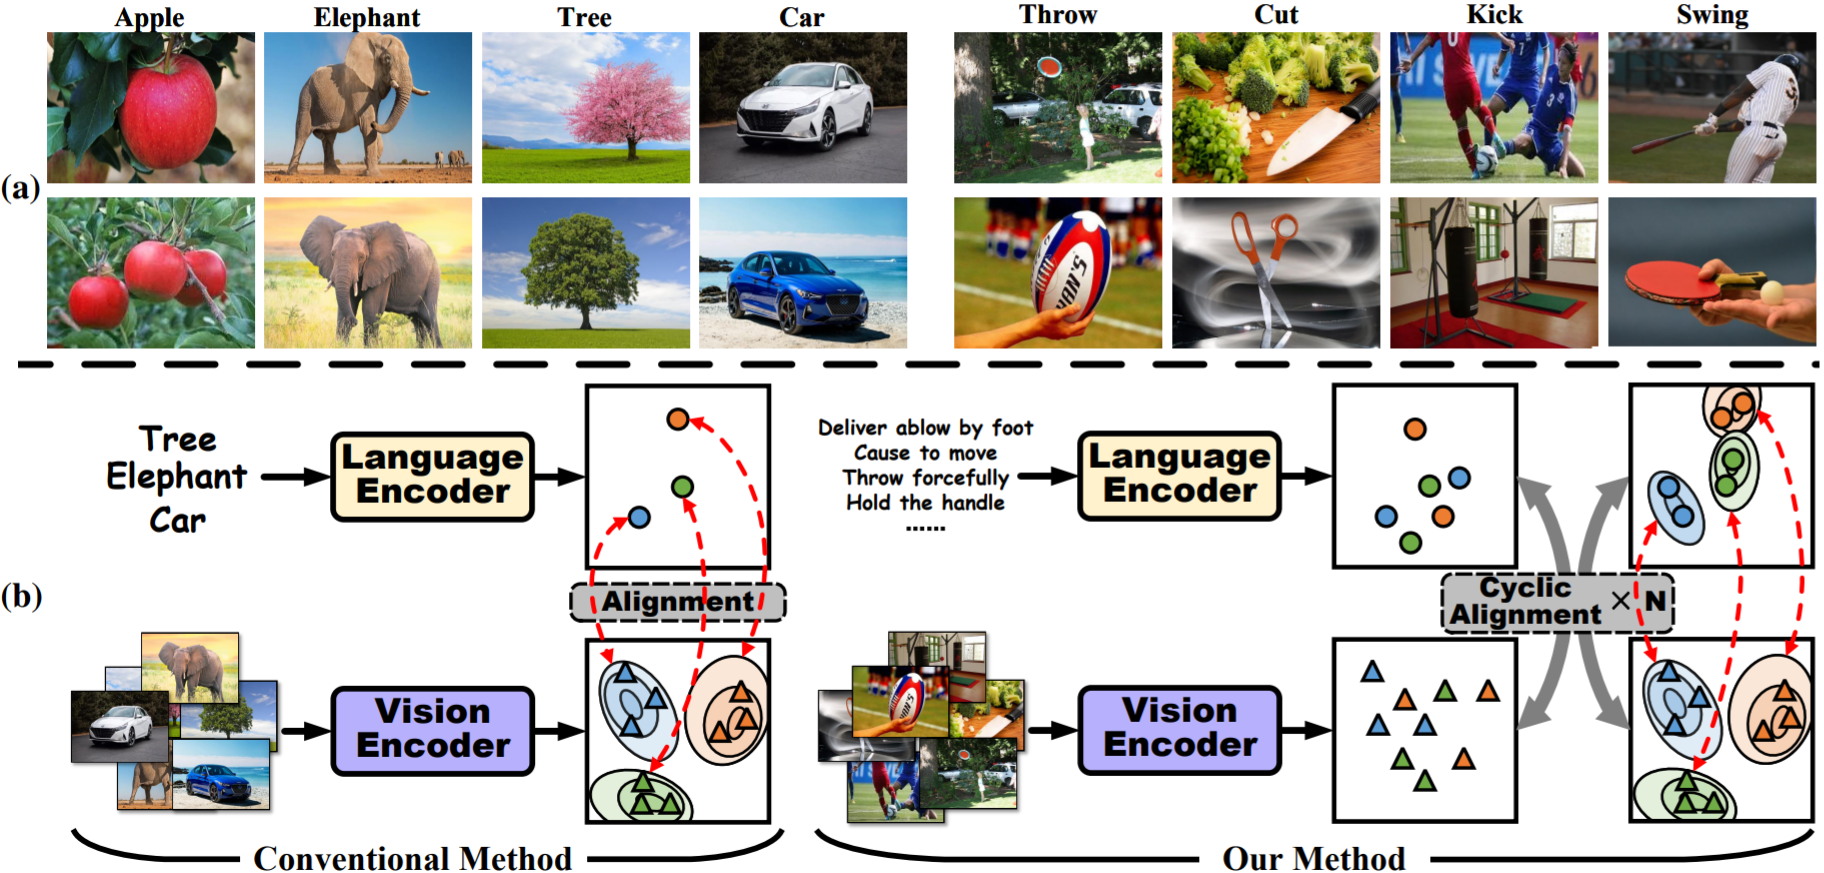 Apple Elephant Tree Car Throw Cut Kick Swing
(a)
S.NAR
Tree
Elephant
Car
Language
Encoder
Deliver ablow by foot
Cause to move
Throw forcefully
Hold the handle
......
Language
Encoder
(b)
Alignment
Cyclic
Alignment × N
Vision
Encoder
Vision
Encoder
Conventional Method
Our Method